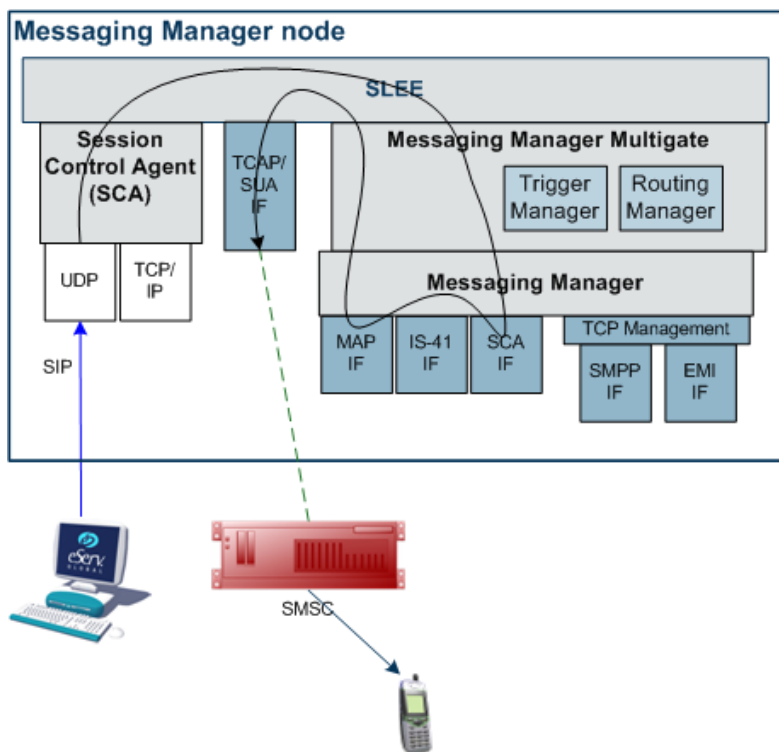 Messaging Manager node
SLEE
Session
Control Agent
(SCA)
TCAP/
SUA
IF
Messaging Manager Multigate
Trigger
Manager
Routing
Manager
UDP
TCP/
IP
Messaging Manager
MAP
IF
IS-41
IF
SCA
IF
TCP Management
SMPP
IF
EMI
IF
SIP
eServ
GLOBAL
SMSC